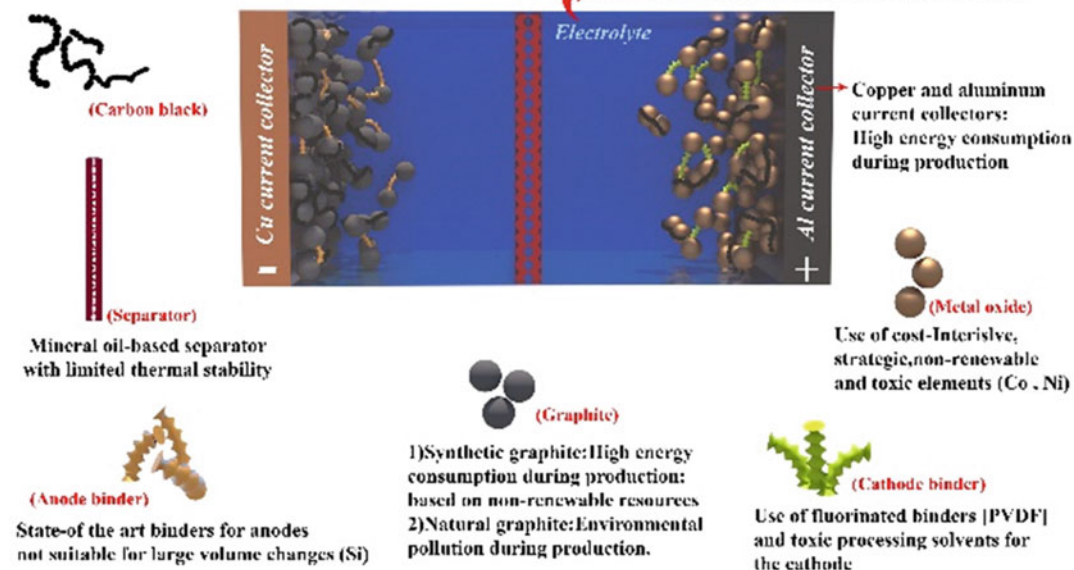 (Carbon black)
Cu current collector
Electrolyte
Al current collector
Copper and aluminum
current collectors:
High energy consumption
during production
(Separator)
Mineral oil-based separator
with limited thermal stability
(Metal oxide)
Use of cost-Interislve,
strategic,non-renewable
and toxic elements (Co , Ni)
(Graphite)
1)Synthetic graphite:High energy
consumption during production:
based on non-renewable resources
2)Natural graphite:Environmental
pollution during production.
(Anode binder)
State-of the art binders for anodes
not suitable for large volume changes (Si)
(Cathode binder)
Use of fluorinated binders [PVDF]
and toxic processing solvents for
the cathode